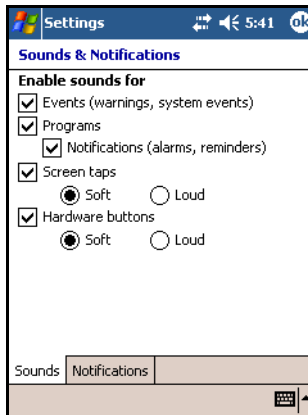 Settings 5:41 ok
Sounds & Notifications
Enable sounds for
Events (warnings, system events)
Programs
Notifications (alarms, reminders)
Screen taps
Soft Loud
Hardware buttons
Soft Loud
Sounds Notifications